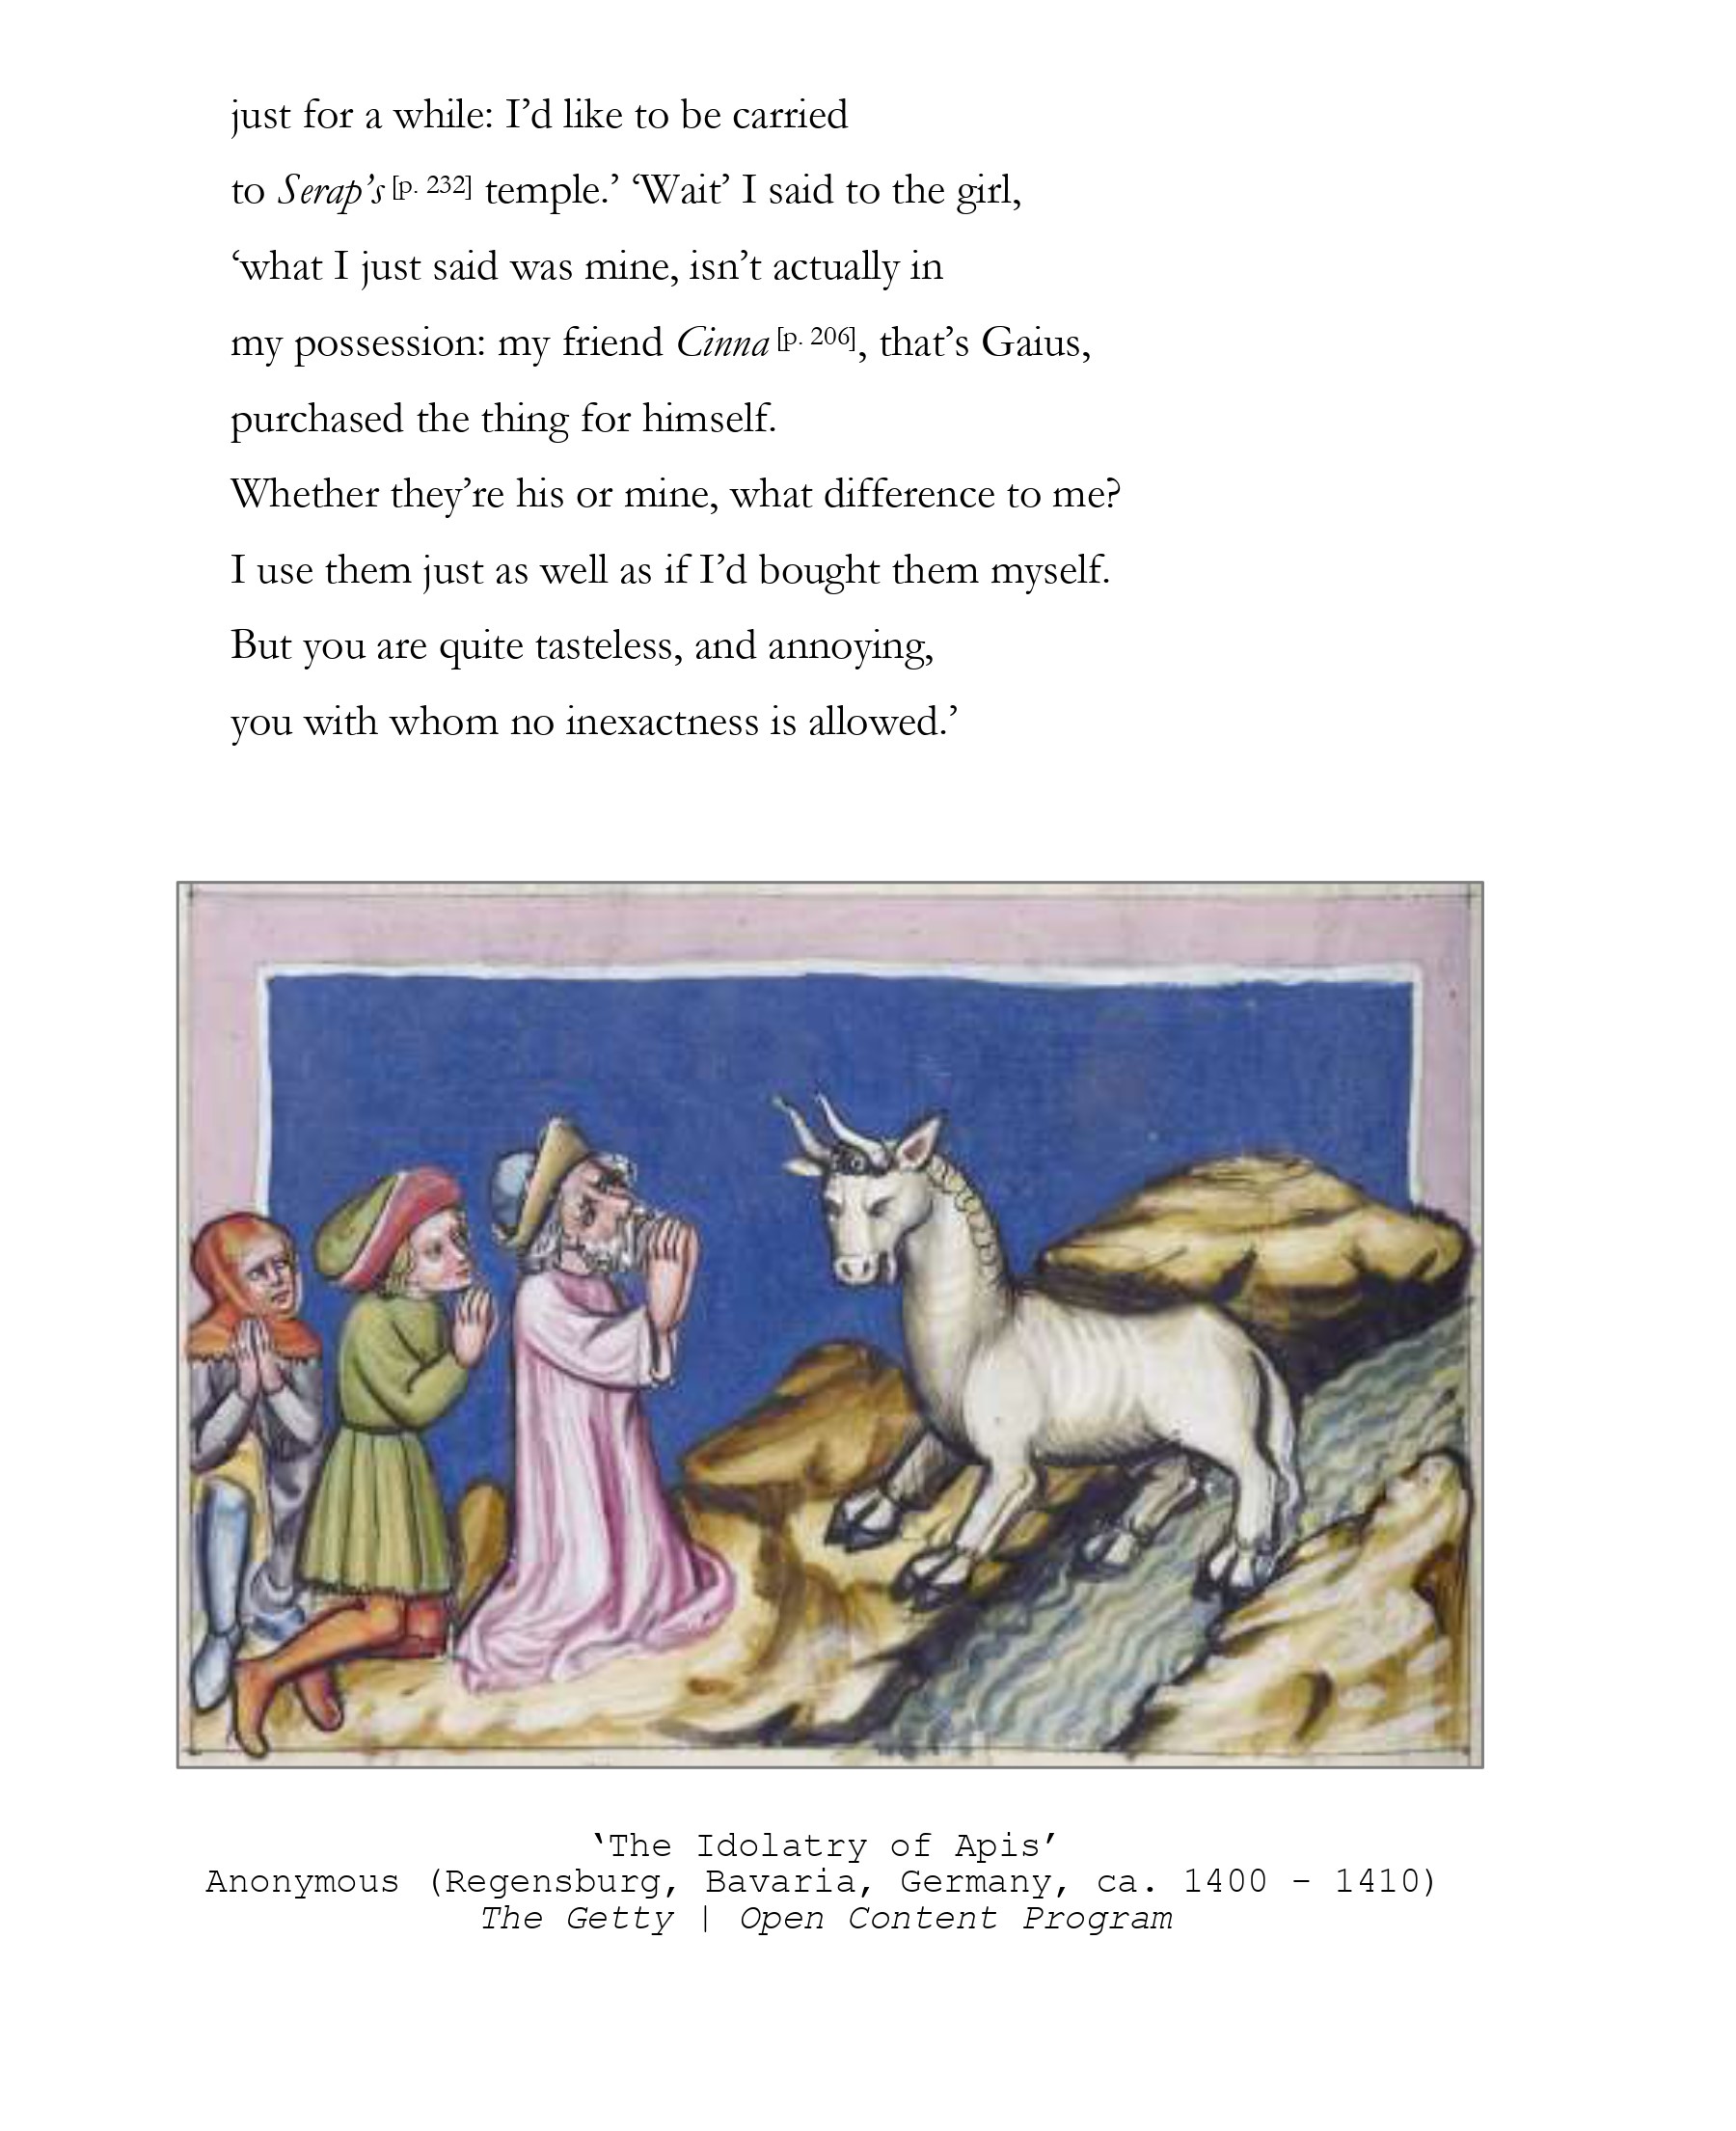 just for a while: I’d like to be carried
to Serap’s [p. 232] temple.’ ‘Wait’ I said to the girl,
‘what I just said was mine, isn’t actually in
my possession: my friend Cinna [p. 206], that’s Gaius,
purchased the thing for himself.
Whether they’re his or mine, what difference to me?
I use them just as well as if I’d bought them myself.
But you are quite tasteless, and annoying,
you with whom no inexactness is allowed.’
‘The Idolatry of Apis’
Anonymous (Regensburg, Bavaria, Germany, ca. 1400 - 1410)
The Getty | Open Content Program